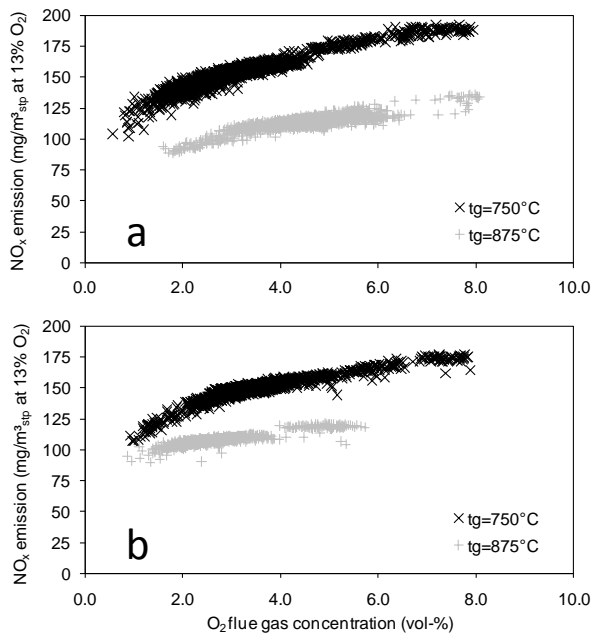 NOx emission (mg/m³stp at 13% O2)
200
175
150
125
100
75
50
25
0
a
×tg=750°C
+tg=875°C
0.0 2.0 4.0 6.0 8.0 10.0
NOx emission (mg/m³stp at 13% O2)
200
175
150
125
100
75
50
25
0
b
×tg=750°C
+tg=875°C
0.0 2.0 4.0 6.0 8.0 10.0
O2 flue gas concentration (vol-%)